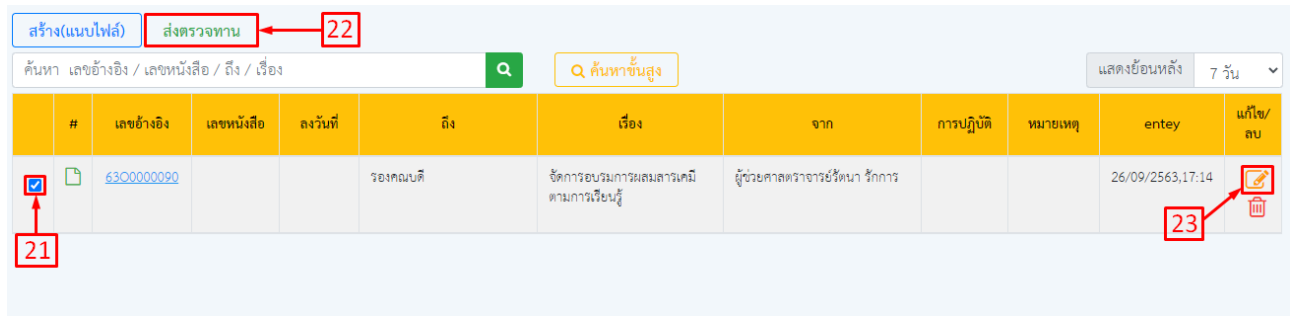 สร้าง(แนบไฟล์) ส่งตรวจทาน 22
ค้นหา เลขอ้างอิง / เลขหนังสือ / ถึง / เรื่อง ค้นหาขั้นสูง แสดงย้อนหลัง 7 วัน
# เลขอ้างอิง เลขหนังสือ ลงวันที่ ถึง เรื่อง จาก การปฏิบัติ หมายเหตุ entey แก้ไข/
ลบ
63O0000090 รองคณบดี จัดการอบรมการผสมสารเคมี ผู้ช่วยศาสตราจารย์รัตนา รักการ 26/09/2563,17:14
ตามการเรียนรู้
23
21